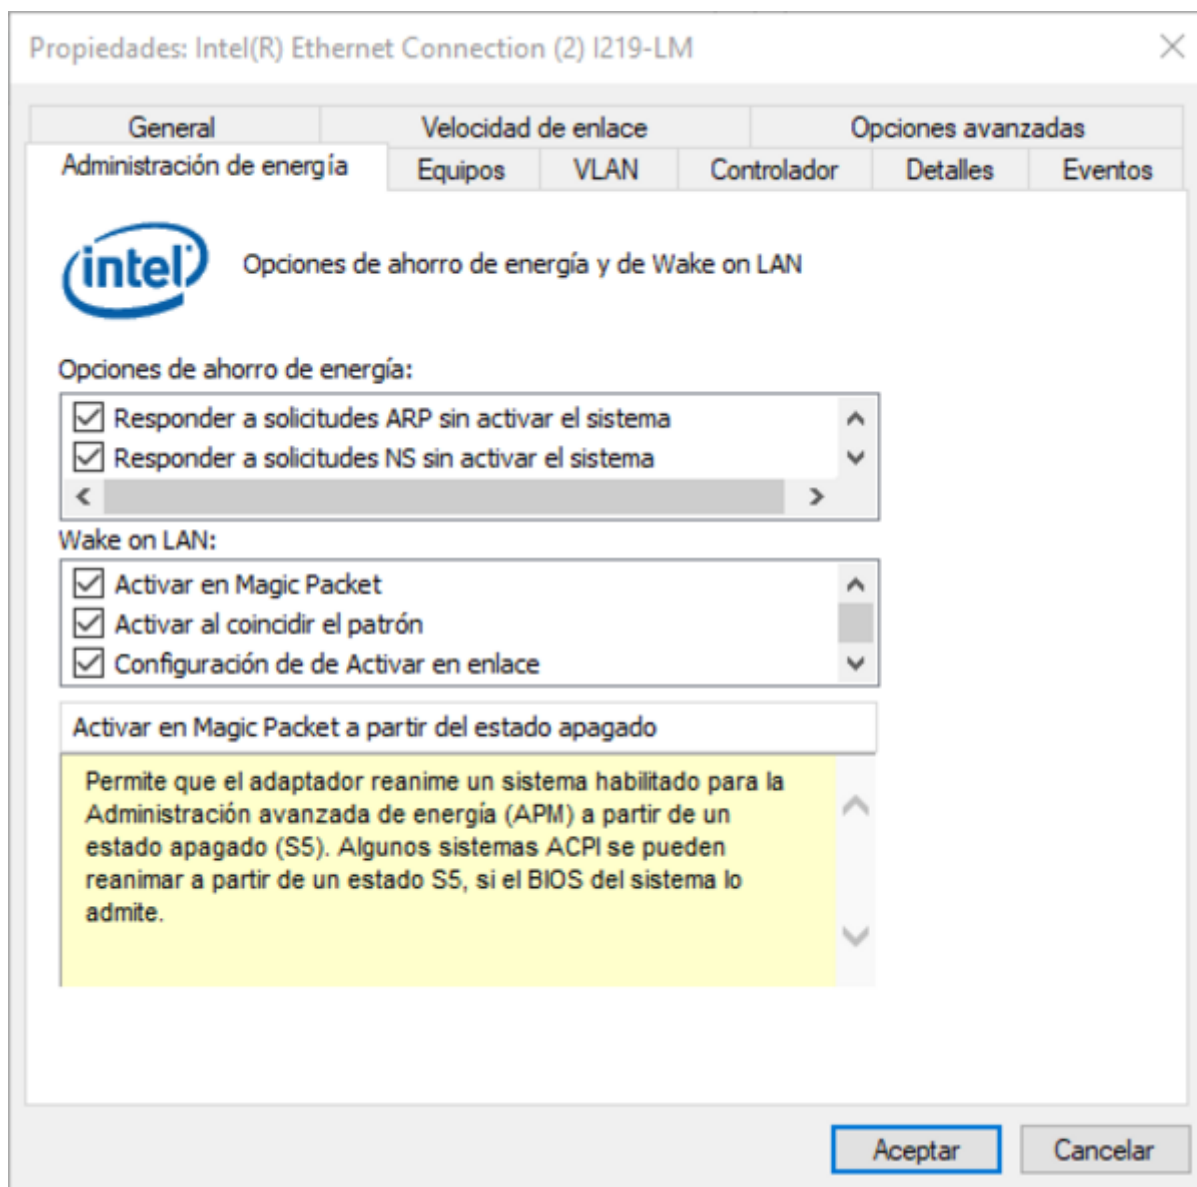 Propiedades: Intel(R) Ethernet Connection (2) I219-LM
General
Velocidad de enlace
Opciones avanzadas
Administración de energía
Equipos
VLAN
Controlador
Detalles
Eventos
intel
Opciones de ahorro de energía y de Wake on LAN
Opciones de ahorro de energía:
Responder a solicitudes ARP sin activar el sistema
Responder a solicitudes NS sin activar el sistema
Wake on LAN:
Activar en Magic Packet
Activar al coincidir el patrón
Configuración de de Activar en enlace
Activar en Magic Packet a partir del estado apagado
Permite que el adaptador reanime un sistema habilitado para la
Administración avanzada de energía (APM) a partir de un
estado apagado (S5). Algunos sistemas ACPI se pueden
reanimar a partir de un estado S5, si el BIOS del sistema lo
admite.
Aceptar
Cancelar